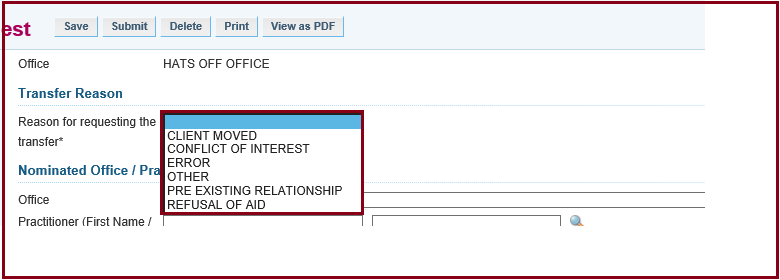 est Save Submit Delete Print View as PDF
Office HATS OFF OFFICE
Transfer Reason
Reason for requesting the
transfer*
CLIENT MOVED
CONFLICT OF INTEREST
ERROR
OTHER
PRE EXISTING RELATIONSHIP
REFUSAL OF AID
Nominated Office / Pra
Office
Practitioner (First Name /